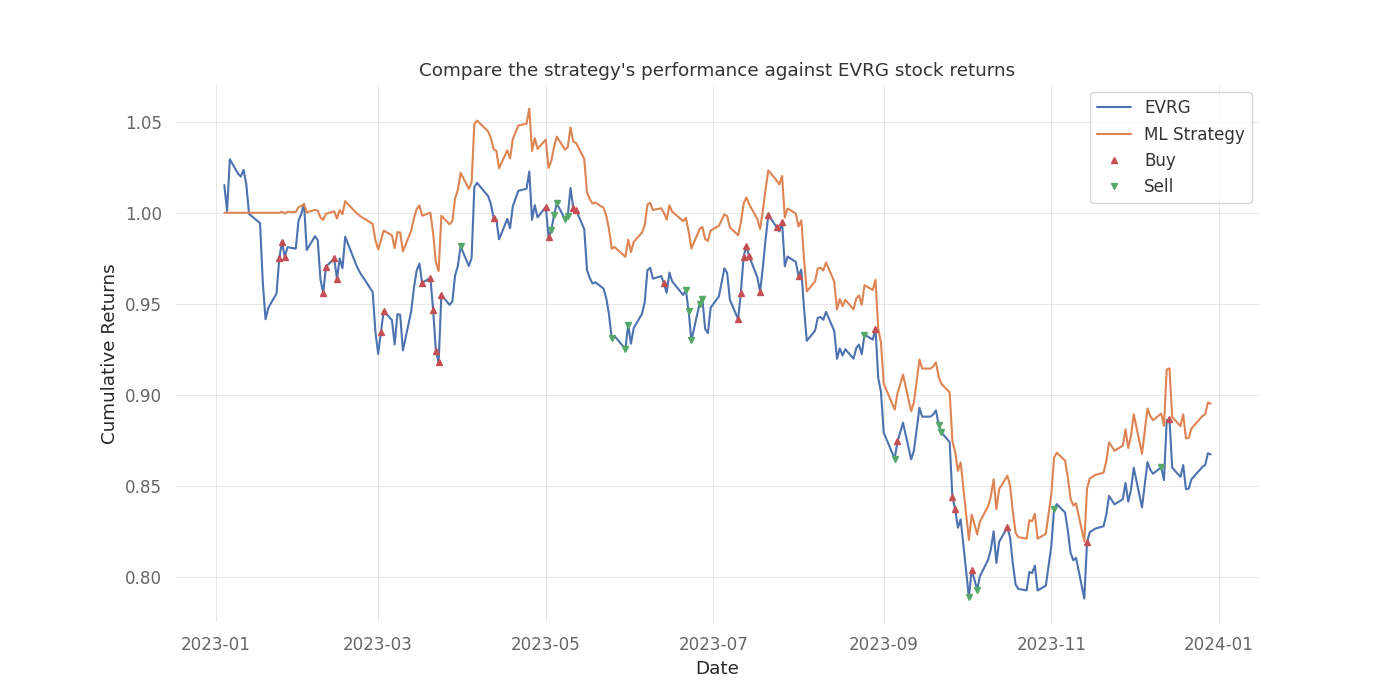 Compare the strategy's performance against EVRG stock returns
EVRG
ML Strategy
Buy
Sell
Cumulative Returns
1.05
1.00
0.95
0.90
0.85
0.80
2023-01
2023-03
2023-05
2023-07
2023-09
2023-11
2024-01
Date